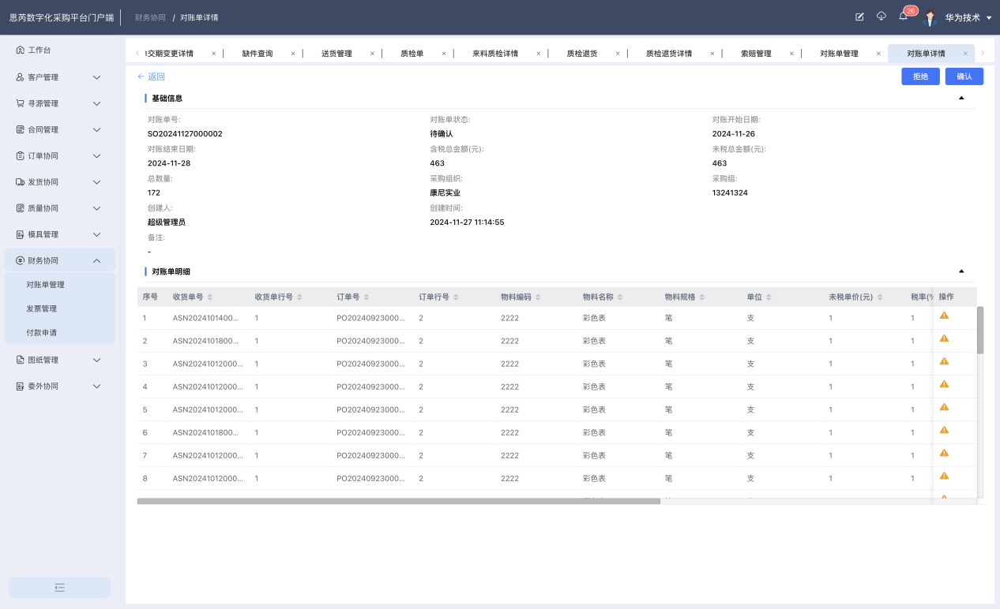 思芮数字化采购平台门户端 财务协同 / 对账单详情 26 华为技术
工作台
客户管理
寻源管理
合同管理
订单协同
发货协同
质量协同
模具管理
财务协同
对账单管理
发票管理
付款申请
图纸管理
委外协同
交期变更详情 × 缺件查询 × 送货管理 × 质检单 × 来料质检详情 × 质检退货 × 质检退货详情 × 索赔管理 × 对账单管理 × 对账单详情 ×
← 返回 拒绝 确认
基础信息
对账单号: 对账单状态: 对账开始日期:
SO20241127000002 待确认 2024-11-26
对账结束日期: 含税总金额(元): 未税总金额(元):
2024-11-28 463 463
总数量: 采购组织: 采购组:
172 康尼实业 13241324
创建人: 创建时间:
超级管理员 2024-11-27 11:14:55
备注:
-
对账单明细
序号 收货单号 收货单行号 订单号 订单行号 物料编码 物料名称 物料规格 单位 未税单价(元) 税率(% 操作
1 ASN2024101400... 1 PO20240923000... 2 2222 彩色表 笔 支 1 1
2 ASN2024101800... 1 PO20240923000... 2 2222 彩色表 笔 支 1 1
3 ASN20241012000... 1 PO20240923000... 2 2222 彩色表 笔 支 1 1
4 ASN20241012000... 1 PO20240923000... 2 2222 彩色表 笔 支 1 1
5 ASN20241012000... 1 PO20240923000... 2 2222 彩色表 笔 支 1 1
6 ASN2024101800... 1 PO20240923000... 2 2222 彩色表 笔 支 1 1
7 ASN20241012000... 1 PO20240923000... 2 2222 彩色表 笔 支 1 1
8 ASN20241012000... 1 PO20240923000... 2 2222 彩色表 笔 支 1 1